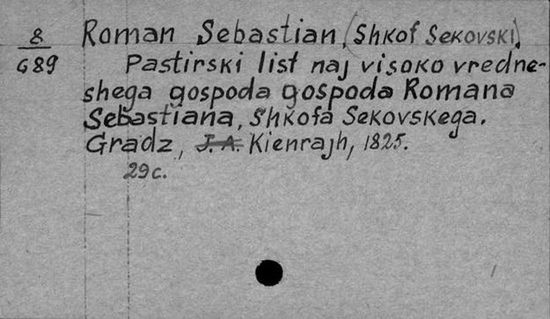 8 Roman Sebastian, (Shkof Sekovski).
689 Pastirski list naj visoko vredne-
shega gospoda gospoda Romana
Sebastiana, Shkofa Sekovskega.
Gradz, J. A. Kienrajh, 1825.
29c.